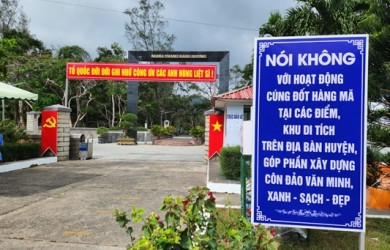 TỔ QUỐC ĐỜI ĐỜI GHI NHỚ CÔNG ƠN CÁC ANH HÙNG LIỆT SĨ !
NÓI KHÔNG
VỚI HOẠT ĐỘNG
CÚNG ĐỐT HÀNG MÃ
TẠI CÁC ĐIỂM,
KHU DI TÍCH
TRÊN ĐỊA BÀN HUYỆN,
GÓP PHẦN XÂY DỰNG
CÔN ĐẢO VĂN MINH,
XANH - SẠCH - ĐẸP